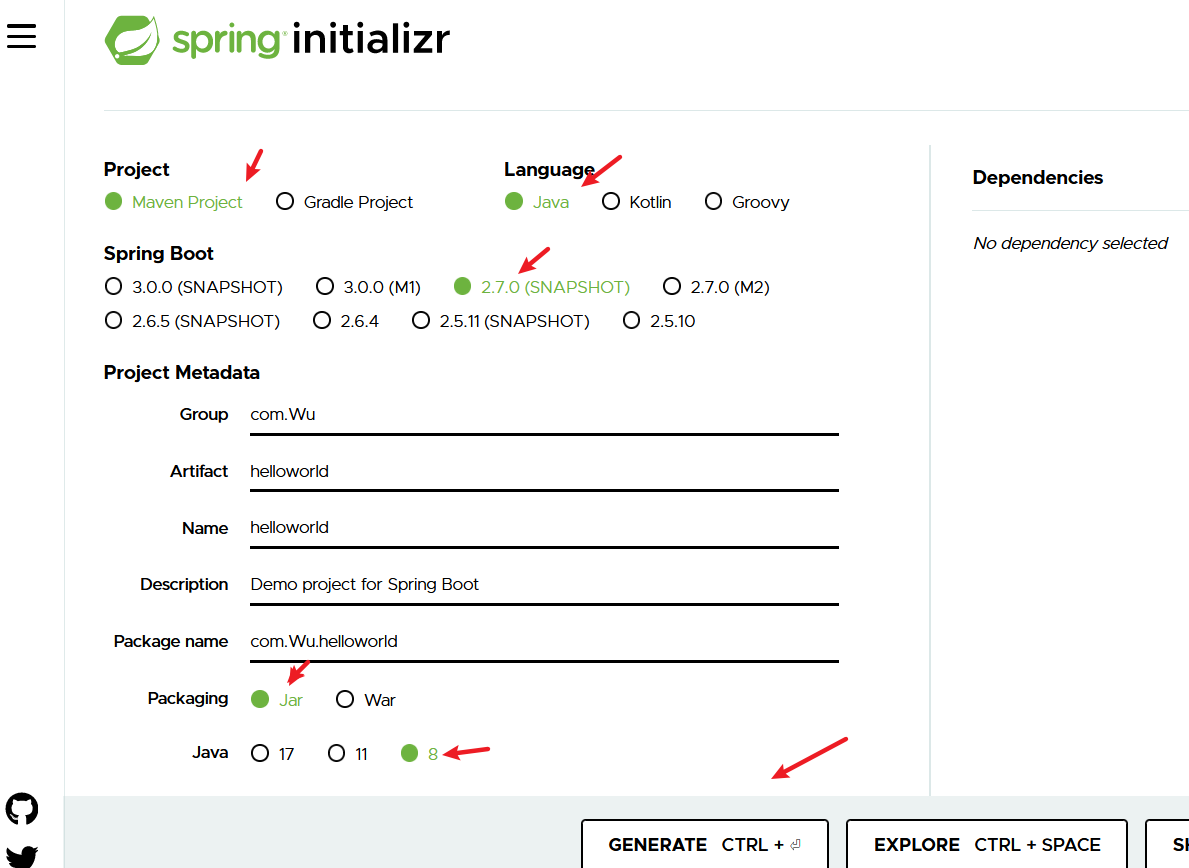 spring initializr
Project
Language
Dependencies
Maven Project Gradle Project
Java Kotlin Groovy
No dependency selected
Spring Boot
3.0.0 (SNAPSHOT) 3.0.0 (M1) 2.7.0 (SNAPSHOT) 2.7.0 (M2)
2.6.5 (SNAPSHOT) 2.6.4 2.5.11 (SNAPSHOT) 2.5.10
Project Metadata
Group com.Wu
Artifact helloworld
Name helloworld
Description Demo project for Spring Boot
Package name com.Wu.helloworld
Packaging Jar War
Java 17 11 8
GENERATE CTRL + ⏎
EXPLORE CTRL + SPACE